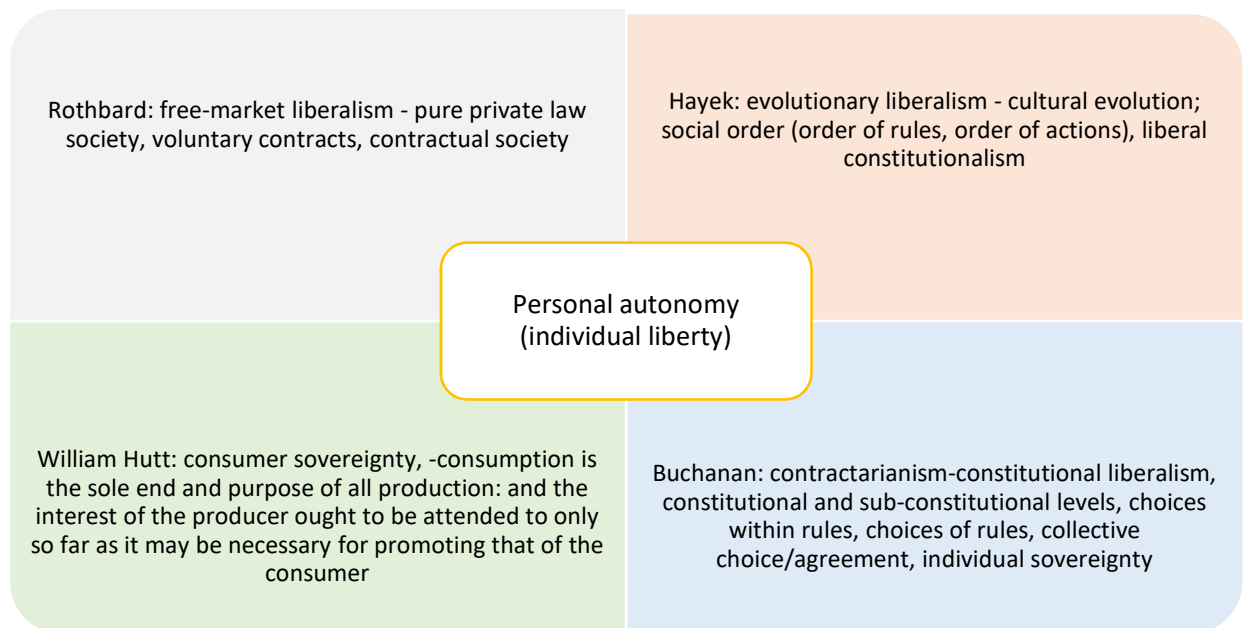 Rothbard: free-market liberalism - pure private law
society, voluntary contracts, contractual society
Hayek: evolutionary liberalism - cultural evolution;
social order (order of rules, order of actions), liberal
constitutionalism
Personal autonomy
(individual liberty)
William Hutt: consumer sovereignty, -consumption is
the sole end and purpose of all production: and the
interest of the producer ought to be attended to only
so far as it may be necessary for promoting that of the
consumer
Buchanan: contractarianism-constitutional liberalism,
constitutional and sub-constitutional levels, choices
within rules, choices of rules, collective
choice/agreement, individual sovereignty